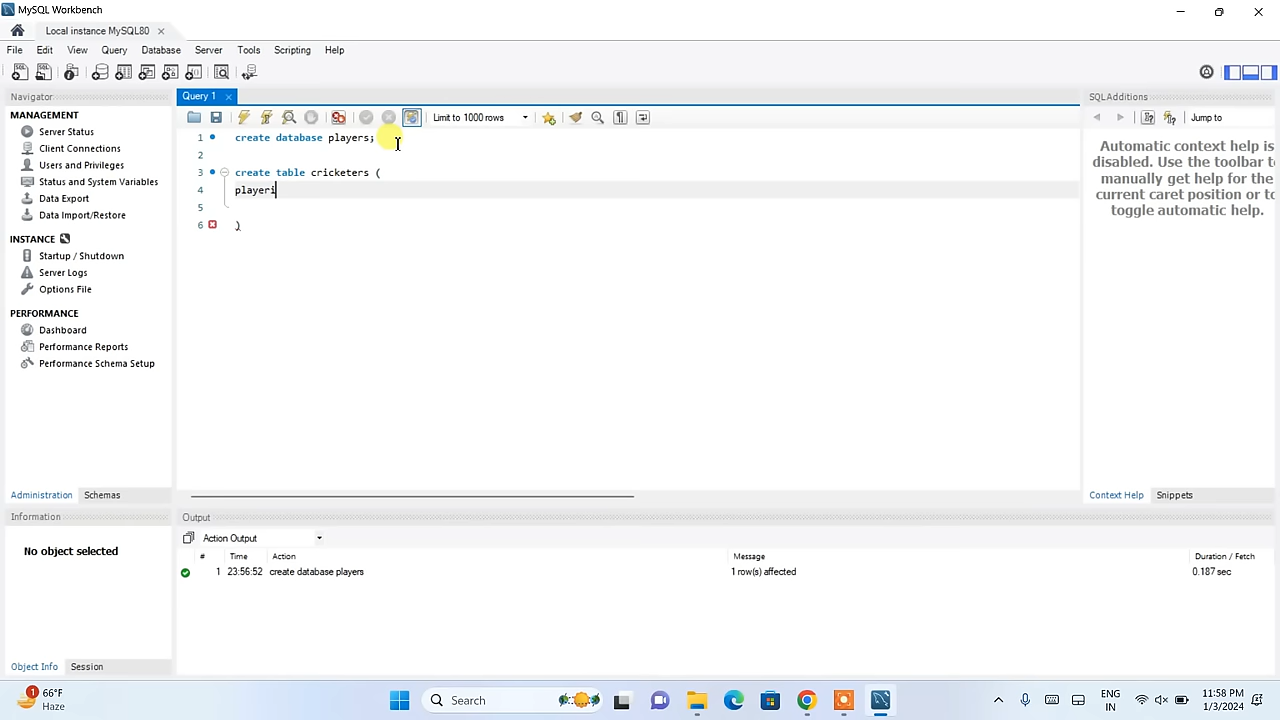 MySQL Workbench
Local instance MySQL80
File Edit View Query Database Server Tools Scripting Help
Navigator
MANAGEMENT
Server Status
Client Connections
Users and Privileges
Status and System Variables
Data Export
Data Import/Restore
INSTANCE
Startup / Shutdown
Server Logs
Options File
PERFORMANCE
Dashboard
Performance Reports
Performance Schema Setup
Administration Schemas
Information
No object selected
Object Info Session
Query 1
Limit to 1000 rows
1 create database players;
2
3 create table cricketers (
4 playeri
5
6 )
SQLAdditions
Jump to
Automatic context help is
disabled. Use the toolbar t
manually get help for the
current caret position or to
toggle automatic help.
Context Help Snippets
Output
Action Output
# Time Action Message Duration / Fetch
1 23:56:52 create database players 1 row(s) affected 0.187 sec
1
66°F
Haze
Search
ENG
IN
11:58 PM
1/3/2024